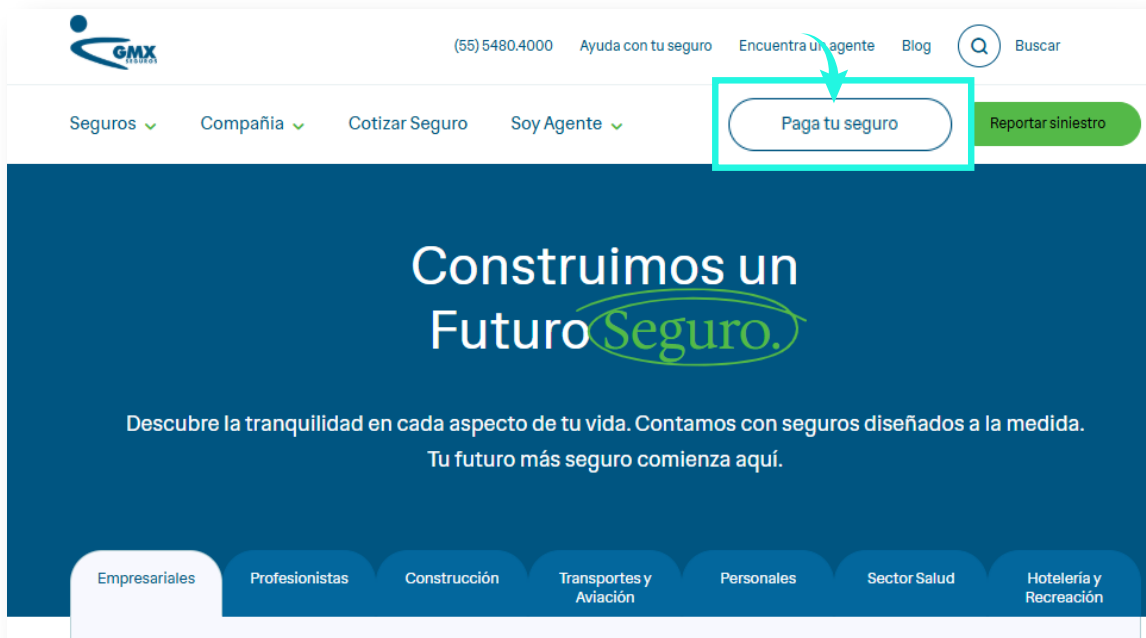 GMX
SEGUROS
(55) 5480.4000 Ayuda con tu seguro Encuentra un agente Blog Buscar
Seguros Compañia Cotizar Seguro Soy Agente Paga tu seguro Reportar siniestro
Construimos un
Futuro Seguro.
Descubre la tranquilidad en cada aspecto de tu vida. Contamos con seguros diseñados a la medida.
Tu futuro más seguro comienza aquí.
Empresariales Profesionistas Construcción Transportes y Aviación Personales Sector Salud Hotelería y Recreación